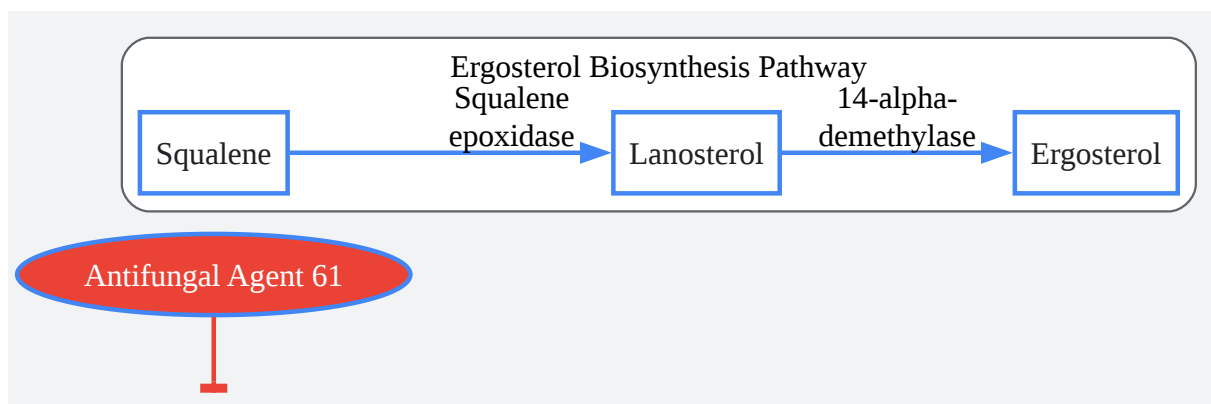 Ergosterol Biosynthesis Pathway
Squalene
epoxidase
14-alpha-
demethylase
Squalene
Lanosterol
Ergosterol
Antifungal Agent 61